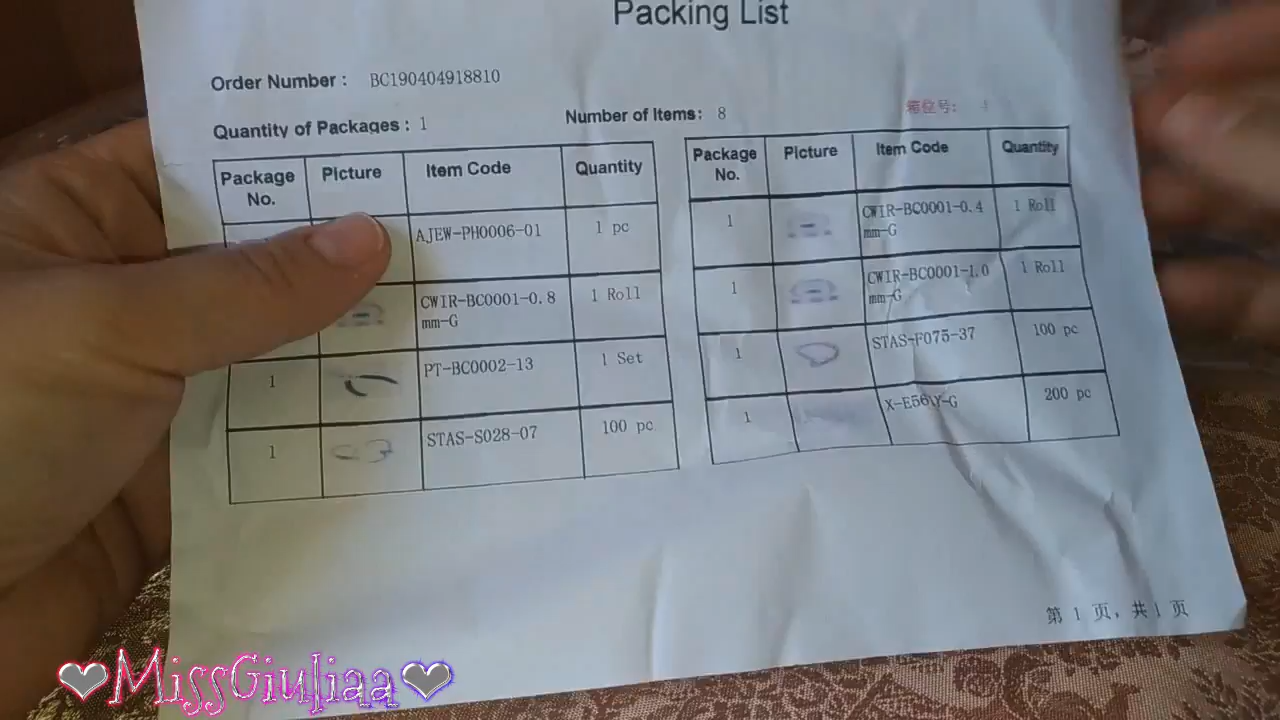 Packing List
Order Number : BC190404918810
Quantity of Packages : 1
Number of Items: 8
箱位号:
Package No. Picture Item Code Quantity
AJEW-PH0006-01 1 pc
CWIR-BC0001-0.8 mm-G 1 Roll
1 PT-BC0002-13 1 Set
1 STAS-S028-07 100 pc
Package No. Picture Item Code Quantity
1 CWIR-BC0001-0.4 mm-G 1 Roll
1 CWIR-BC0001-1.0 mm-G 1 Roll
1 STAS-F075-37 100 pc
1 200 pc
第 1 页，共 1 页
MissGiuliaa